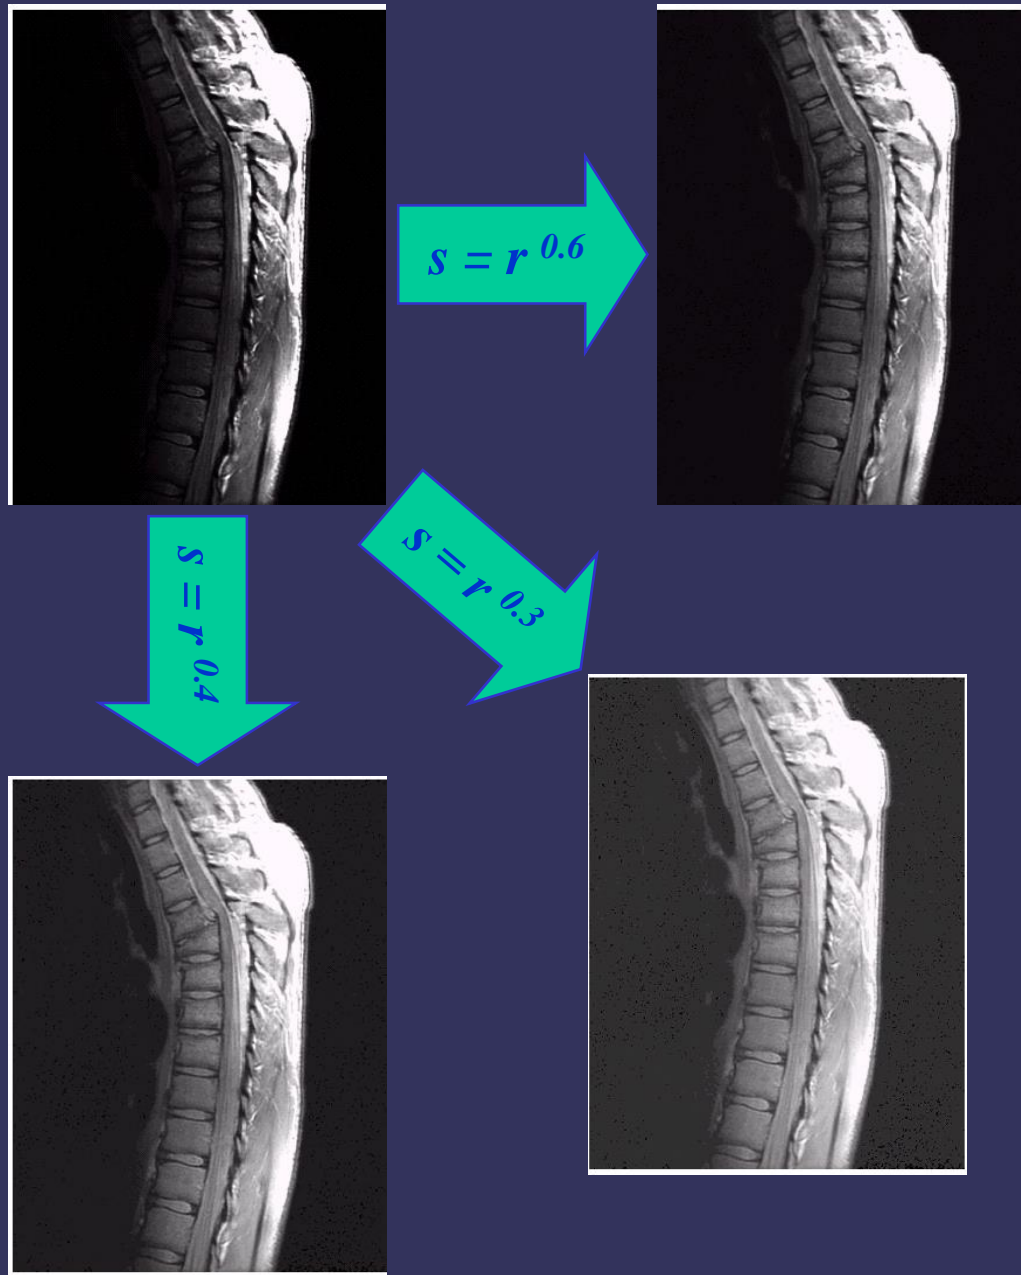 s = r 0.6
s = r 0.3
s = r 0.4